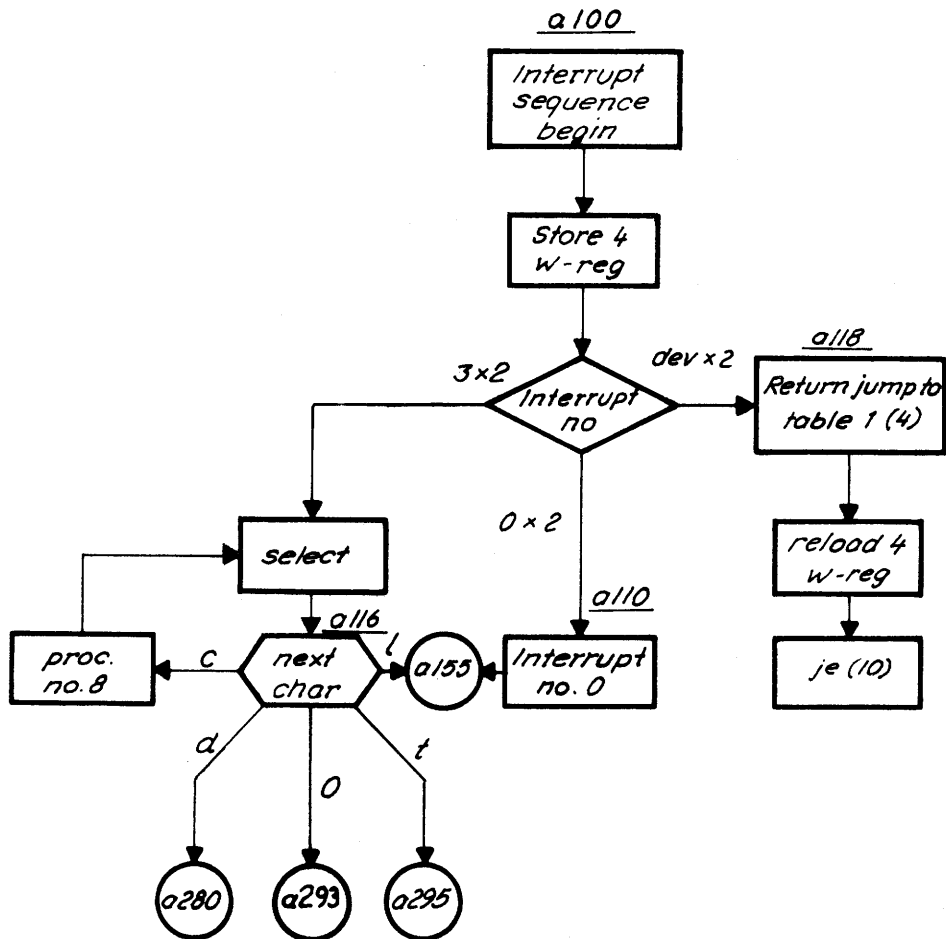 a100
Interrupt
sequence
begin
Store 4
w-reg
3×2
Interrupt
no
dev×2
a118
Return jump to
table 1 (4)
0×2
select
reload 4
w-reg
a110
a116
proc.
no. 8
c
next
char
l
a155
Interrupt
no. 0
je (10)
d
0
t
a280
a293
a295